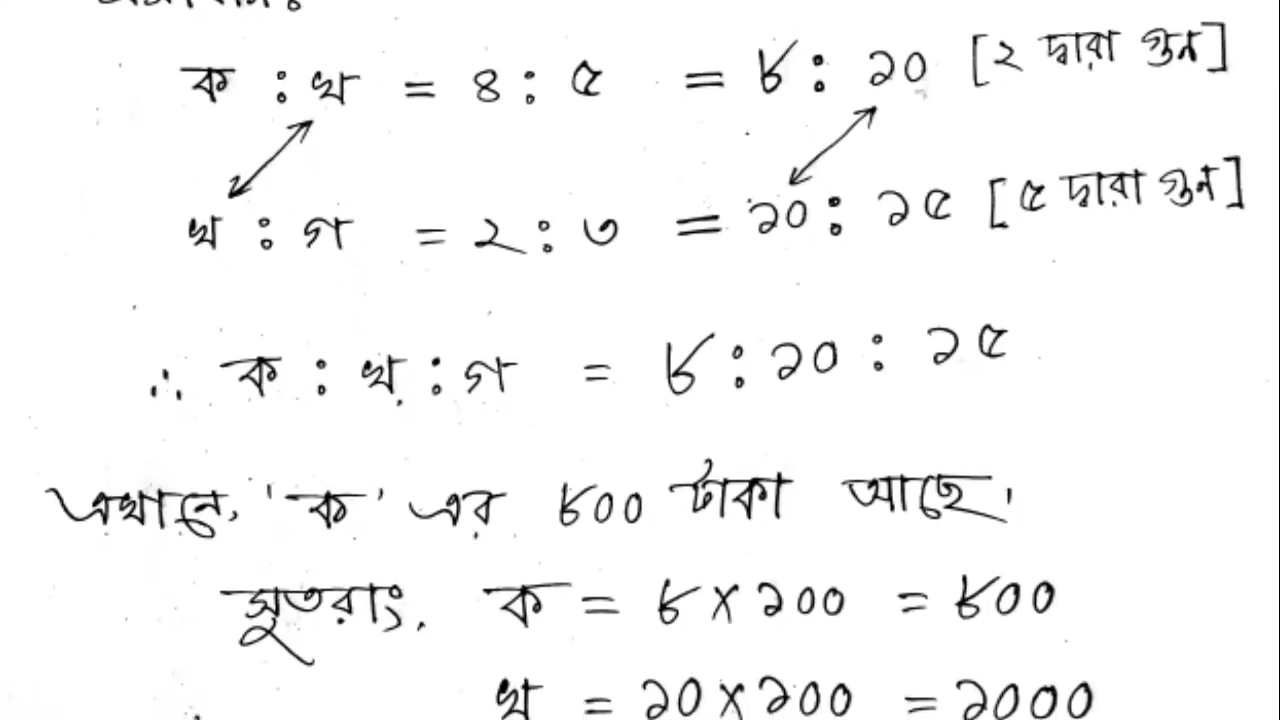 ক : খ = ৪ : ৫ = ৮ : ১০ [২ দ্বারা গুন]
খ : গ = ২ : ৩ = ১০ : ১৫ [৫ দ্বারা গুন]
∴ ক : খ : গ = ৮ : ১০ : ১৫
এখানে, 'ক' এর ৮০০ টাকা আছে।
সুতরাং, ক = ৮ × ১০০ = ৮০০
খ = ১০ × ১০০ = ১০০০